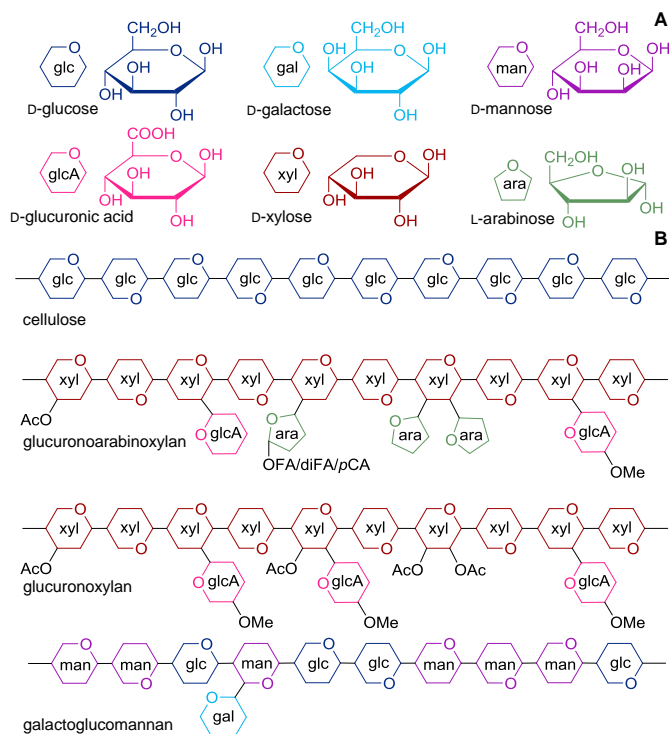 A
CH₂OH CH₂OH CH₂OH
O O OH O OH O OH O O OH
glc OH gal OH man OH HO
OH OH OH OH
D-glucose D-galactose D-mannose
COOH
O O OH O O OH O CH₂OH OH
glcA OH xyl OH ara O HO
OH OH OH OH OH OH
D-glucuronic acid D-xylose L-arabinose
B
O O O O O
glc glc glc glc glc glc glc glc glc
O O O O
cellulose
O O O O O
xyl xyl xyl xyl xyl xyl xyl xyl xyl
O O O O
AcO O glcA O ara O ara O ara O glcA
glucuronoarabinoxylan
OFA/diFA/pCA OMe
O O O O O
xyl xyl xyl xyl xyl xyl xyl xyl xyl
O O O O
AcO O glcA AcO O glcA AcO OAc O glcA
glucuronoxylan
OMe OMe OMe
O O O O O
man man glc man glc glc man man man glc
O O O O O
O gal
galactoglucomannan